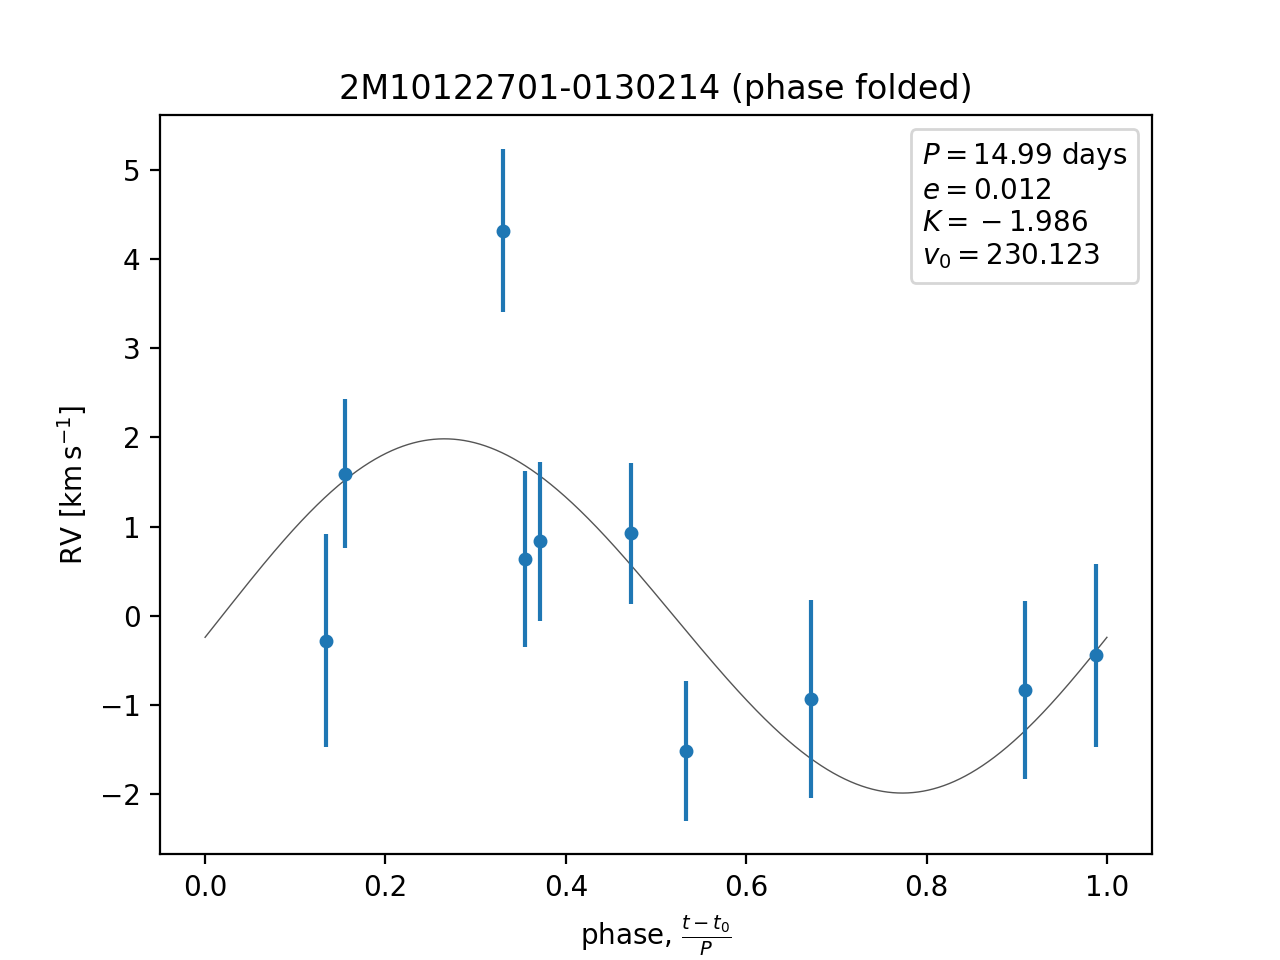 2M10122701-0130214 (phase folded)
P = 14.99 days
e = 0.012
K = −1.986
v₀ = 230.123
RV [km s⁻¹]
5
4
3
2
1
0
−1
−2
0.0 0.2 0.4 0.6 0.8 1.0
phase, (t − t₀)/P